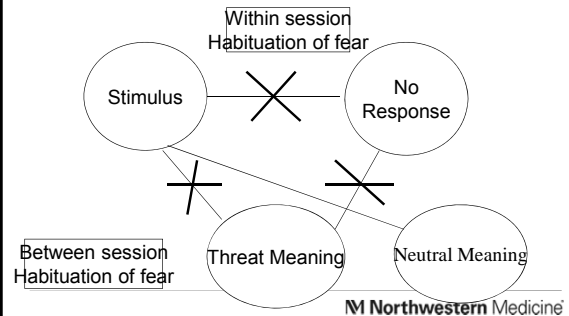 Within session
Habituation of fear
Stimulus
No
Response
Between session
Habituation of fear
Threat Meaning
Neutral Meaning
M Northwestern Medicine®